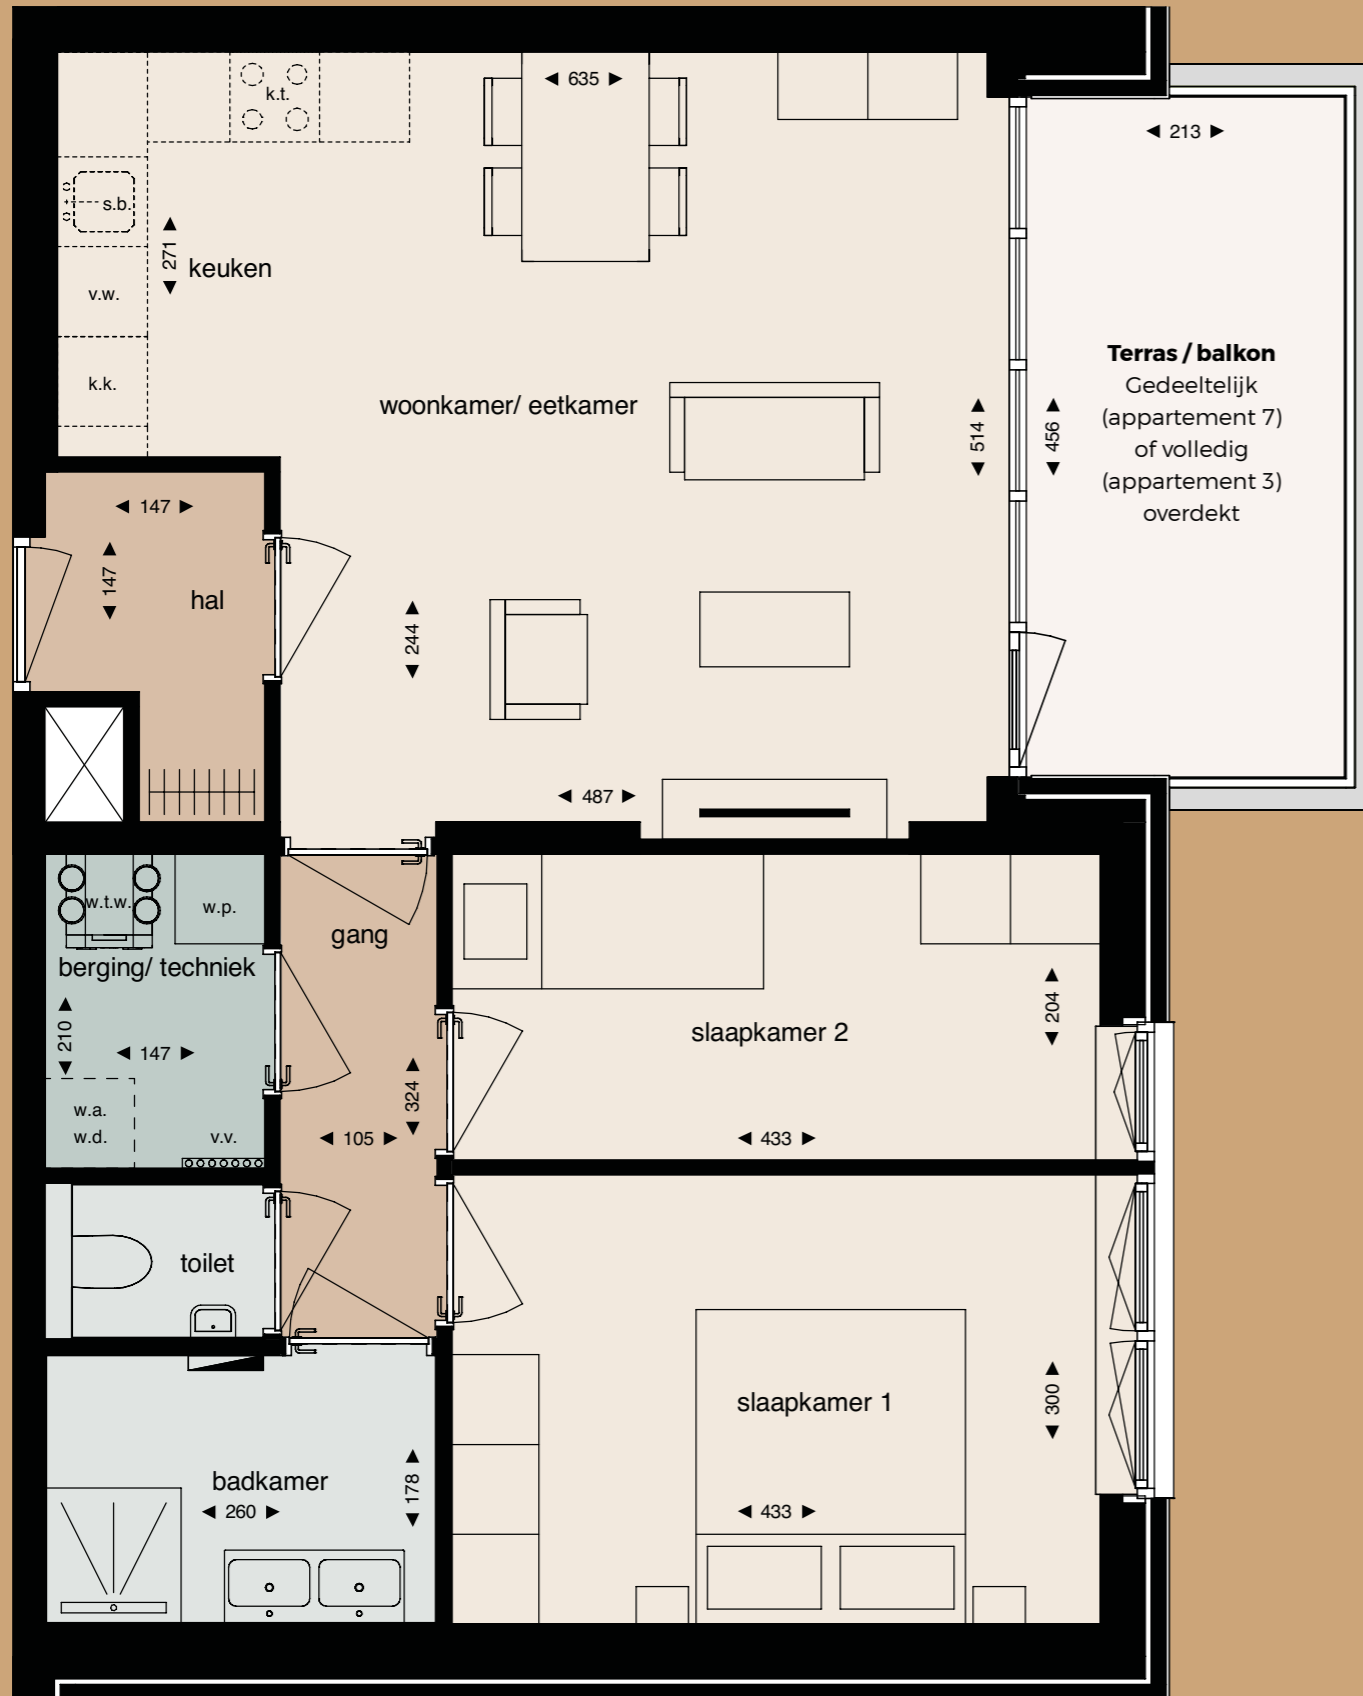 635
k.t.
213
s.b.
271
keuken
v.w.
k.k.
woonkamer/ eetkamer
514
456
Terras / balkon
Gedeeltelijk
(appartement 7)
of volledig
(appartement 3)
overdekt
147
147
hal
244
487
w.t.w.
w.p.
gang
berging/ techniek
210
147
w.a.
w.d.
v.v.
324
105
slaapkamer 2
204
433
toilet
slaapkamer 1
300
433
badkamer
260
178